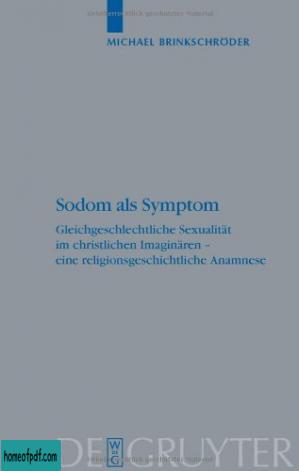 MICHAEL BRINKSCHRÖDER
Sodom als Symptom
Gleichgeschlechtliche Sexualität
im christlichen Imaginären –
eine religionsgeschichtliche Anamnese
homeofpdf.com
DE GRUYTER